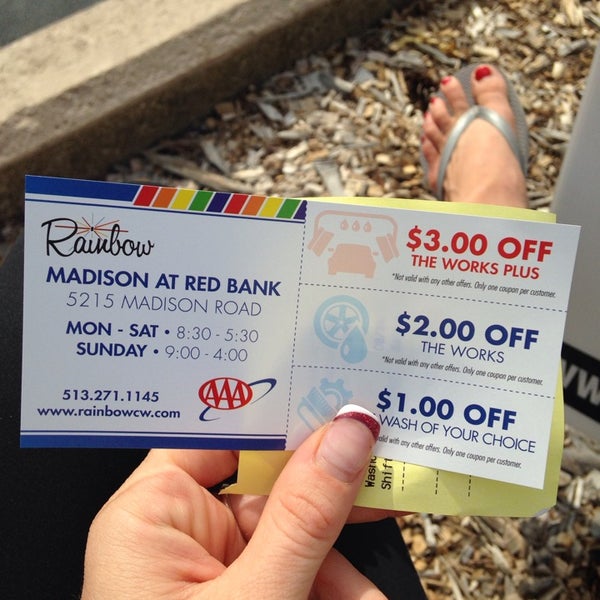 Rainbow
MADISON AT RED BANK
5215 MADISON ROAD
MON - SAT • 8:30 - 5:30
SUNDAY • 9:00 - 4:00
513.271.1145
www.rainbowcw.com
AAA
$3.00 OFF
THE WORKS PLUS
*Not valid with any other offers. Only one coupon per customer.
$2.00 OFF
THE WORKS
*Not valid with any other offers. Only one coupon per customer.
$1.00 OFF
WASH OF YOUR CHOICE
with any other offers. Only one coupon per customer.